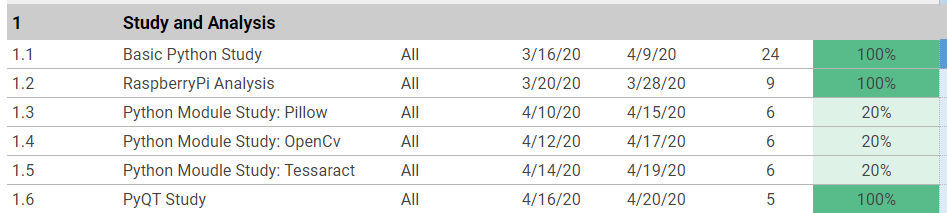 1 Study and Analysis
1.1 Basic Python Study All 3/16/20 4/9/20 24 100%
1.2 RaspberryPi Analysis All 3/20/20 3/28/20 9 100%
1.3 Python Module Study: Pillow All 4/10/20 4/15/20 6 20%
1.4 Python Module Study: OpenCv All 4/12/20 4/17/20 6 20%
1.5 Python Moudle Study: Tessaract All 4/14/20 4/19/20 6 20%
1.6 PyQT Study All 4/16/20 4/20/20 5 100%